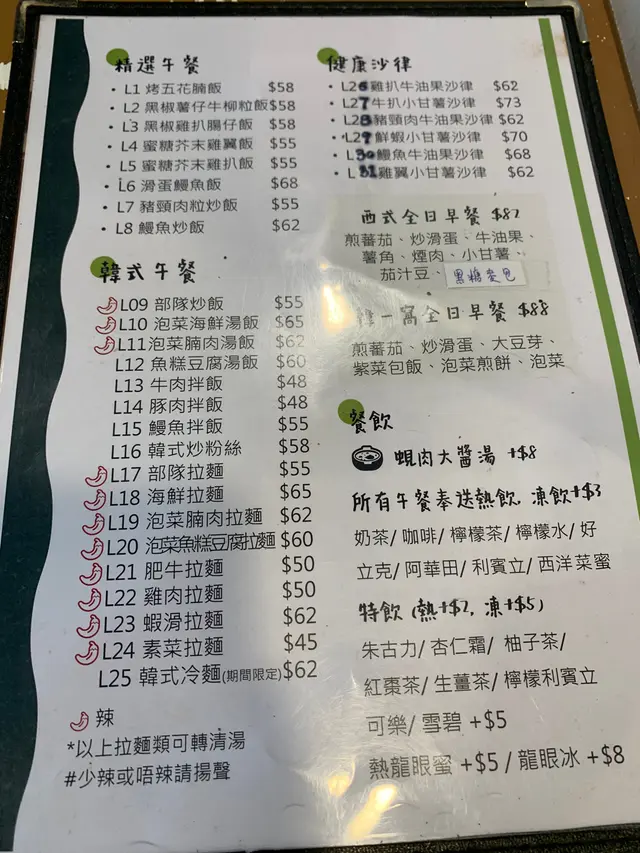 精選午餐
• L1 烤五花腩飯 $58
• L2 黑椒薯仔牛柳粒飯 $58
• L3 黑椒雞扒腸仔飯 $58
• L4 蜜糖芥末雞翼飯 $55
• L5 蜜糖芥末雞扒飯 $55
• L6 滑蛋鰻魚飯 $68
• L7 豬頸肉粒炒飯 $55
• L8 鰻魚炒飯 $62
韓式午餐
L09 部隊炒飯 $55
L10 泡菜海鮮湯飯 $65
L11 泡菜腩肉湯飯 $62
L12 魚糕豆腐湯飯 $60
L13 牛肉拌飯 $48
L14 豚肉拌飯 $48
L15 鰻魚拌飯 $55
L16 韓式炒粉絲 $58
L17 部隊拉麵 $55
L18 海鮮拉麵 $65
L19 泡菜腩肉拉麵 $62
L20 泡菜魚糕豆腐拉麵 $60
L21 肥牛拉麵 $50
L22 雞肉拉麵 $50
L23 蝦滑拉麵 $62
L24 素菜拉麵 $45
L25 韓式冷麵(期間限定) $62
辣
*以上拉麵類可轉清湯
#少辣或唔辣請揚聲
健康沙律
• L26 雞扒牛油果沙律 $62
• L27 牛扒小甘薯沙律 $73
• L28 豬頸肉牛油果沙律 $62
• L29 鮮蝦小甘薯沙律 $70
• L30 鰻魚牛油果沙律 $68
• L31 雞翼小甘薯沙律 $62
西式全日早餐 $82
煎蕃茄、炒滑蛋、牛油果、
薯角、煙肉、小甘薯、
茄汁豆、黑糖麥包
韓一窩全日早餐 $88
煎蕃茄、炒滑蛋、大豆芽、
紫菜包飯、泡菜煎餅、泡菜
餐飲
蜆肉大醬湯 +$8
所有午餐奉送熱飲, 凍飲+$3
奶茶/ 咖啡/ 檸檬茶/ 檸檬水/ 好
立克/ 阿華田/ 利賓立/ 西洋菜蜜
特飲 (熱+$2, 凍+$5)
朱古力/ 杏仁霜/ 柚子茶/
紅棗茶/ 生薑茶/ 檸檬利賓立
可樂/ 雪碧 +$5
熱龍眼蜜 +$5 / 龍眼冰 +$8